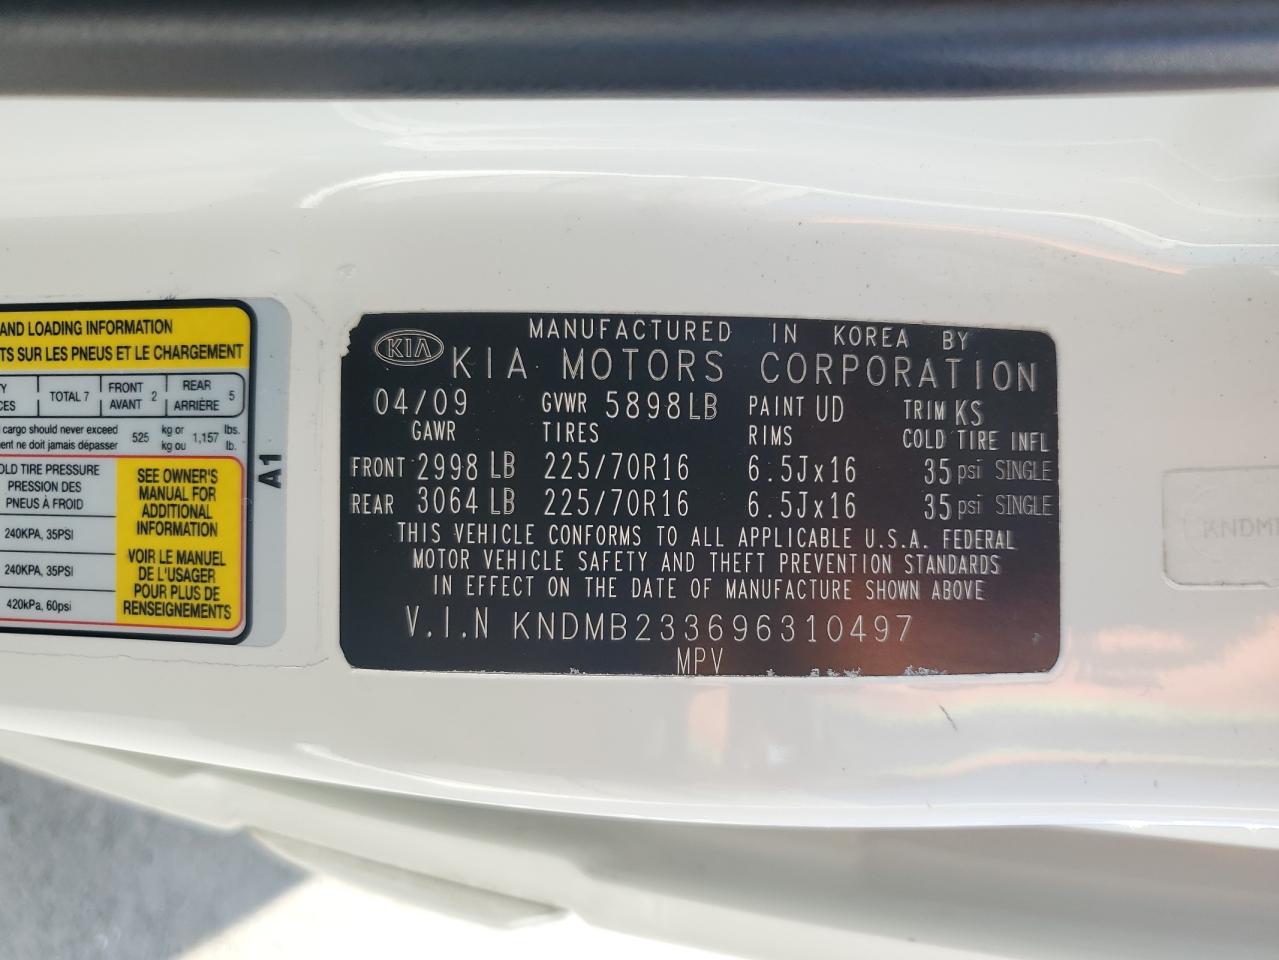 AND LOADING INFORMATION
TS SUR LES PNEUS ET LE CHARGEMENT
TOTAL 7 FRONT AVANT 2 REAR ARRIÈRE 5
cargo should never exceed 525 kg or 1,157 lbs.
ent ne doit jamais dépasser kg ou lb.
OLD TIRE PRESSURE
PRESSION DES
PNEUS À FROID
240KPA, 35PSI
240KPA, 35PSI
420kPa, 60psi
SEE OWNER'S
MANUAL FOR
ADDITIONAL
INFORMATION
VOIR LE MANUEL
DE L'USAGER
POUR PLUS DE
RENSEIGNEMENTS
A1
MANUFACTURED IN KOREA BY
KIA KIA MOTORS CORPORATION
04/09 GVWR 5898LB PAINT UD TRIM KS
GAWR TIRES RIMS COLD TIRE INFL
FRONT 2998 LB 225/70R16 6.5Jx16 35 psi SINGLE
REAR 3064 LB 225/70R16 6.5Jx16 35 psi SINGLE
THIS VEHICLE CONFORMS TO ALL APPLICABLE U.S.A. FEDERAL
MOTOR VEHICLE SAFETY AND THEFT PREVENTION STANDARDS
IN EFFECT ON THE DATE OF MANUFACTURE SHOWN ABOVE
V.I.N KNDMB233696310497
MPV